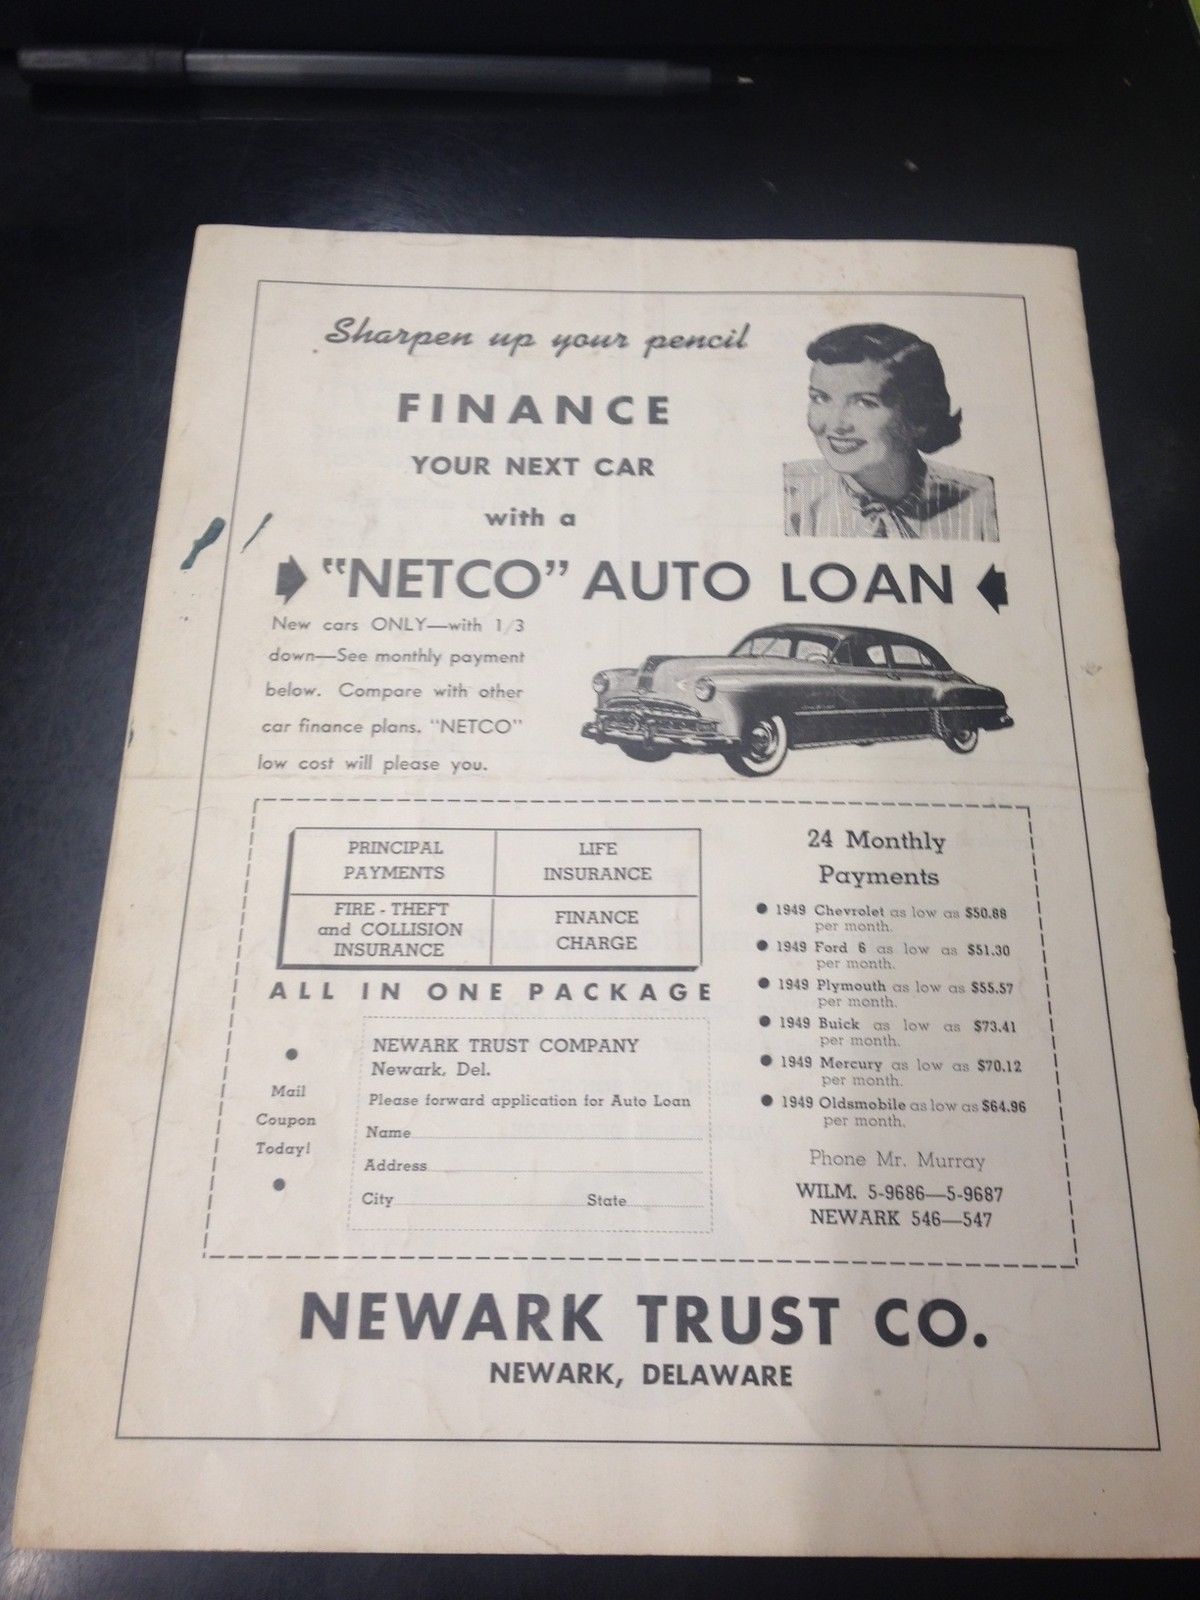 Sharpen up your pencil
FINANCE
YOUR NEXT CAR
with a
"NETCO" AUTO LOAN
New cars ONLY—with 1/3
down—See monthly payment
below. Compare with other
car finance plans. "NETCO"
low cost will please you.
PRINCIPAL
PAYMENTS
LIFE
INSURANCE
FIRE - THEFT
and COLLISION
INSURANCE
FINANCE
CHARGE
ALL IN ONE PACKAGE
Mail
Coupon
Today!
NEWARK TRUST COMPANY
Newark, Del.
Please forward application for Auto Loan
Name
Address
City State
24 Monthly
Payments
● 1949 Chevrolet as low as $50.88
per month.
● 1949 Ford 6 as low as $51.30
per month.
● 1949 Plymouth as low as $55.57
per month.
● 1949 Buick as low as $73.41
per month.
● 1949 Mercury as low as $70.12
per month.
● 1949 Oldsmobile as low as $64.96
per month.
Phone Mr. Murray
WILM. 5-9686—5-9687
NEWARK 546—547
NEWARK TRUST CO.
NEWARK, DELAWARE